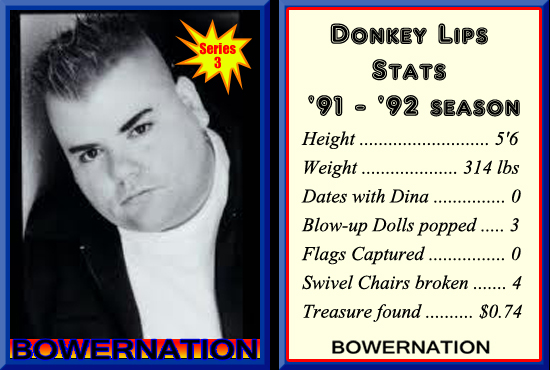 Series
3
BOWERNATION
Donkey Lips
Stats
'91 - '92 season
Height .......................... 5'6
Weight ................... 314 lbs
Dates with Dina ............... 0
Blow-up Dolls popped ..... 3
Flags Captured ............... 0
Swivel Chairs broken ....... 4
Treasure found .......... $0.74
BOWERNATION